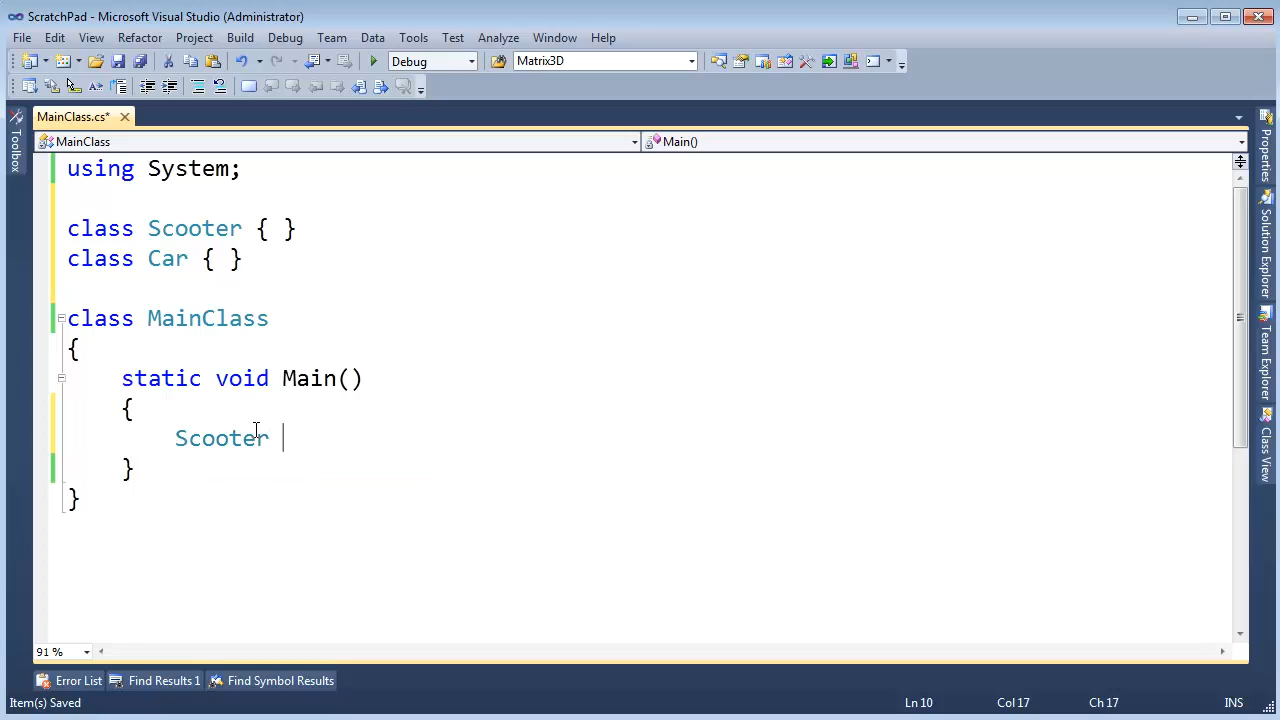 ScratchPad - Microsoft Visual Studio (Administrator)
File Edit View Refactor Project Build Debug Team Data Tools Test Analyze Window Help
Debug Matrix3D
MainClass.cs*
MainClass Main()
using System;
class Scooter { }
class Car { }
class MainClass
{
static void Main()
{
Scooter
}
}
Toolbox
Properties
Solution Explorer
Team Explorer
Class View
91 %
Error List Find Results 1 Find Symbol Results
Item(s) Saved Ln 10 Col 17 Ch 17 INS